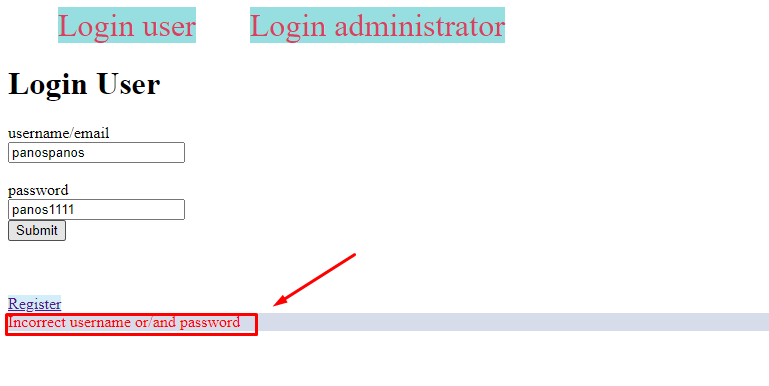 Login user Login administrator
Login User
username/email
panospanos
password
panos1111
Submit
Register
Incorrect username or/and password